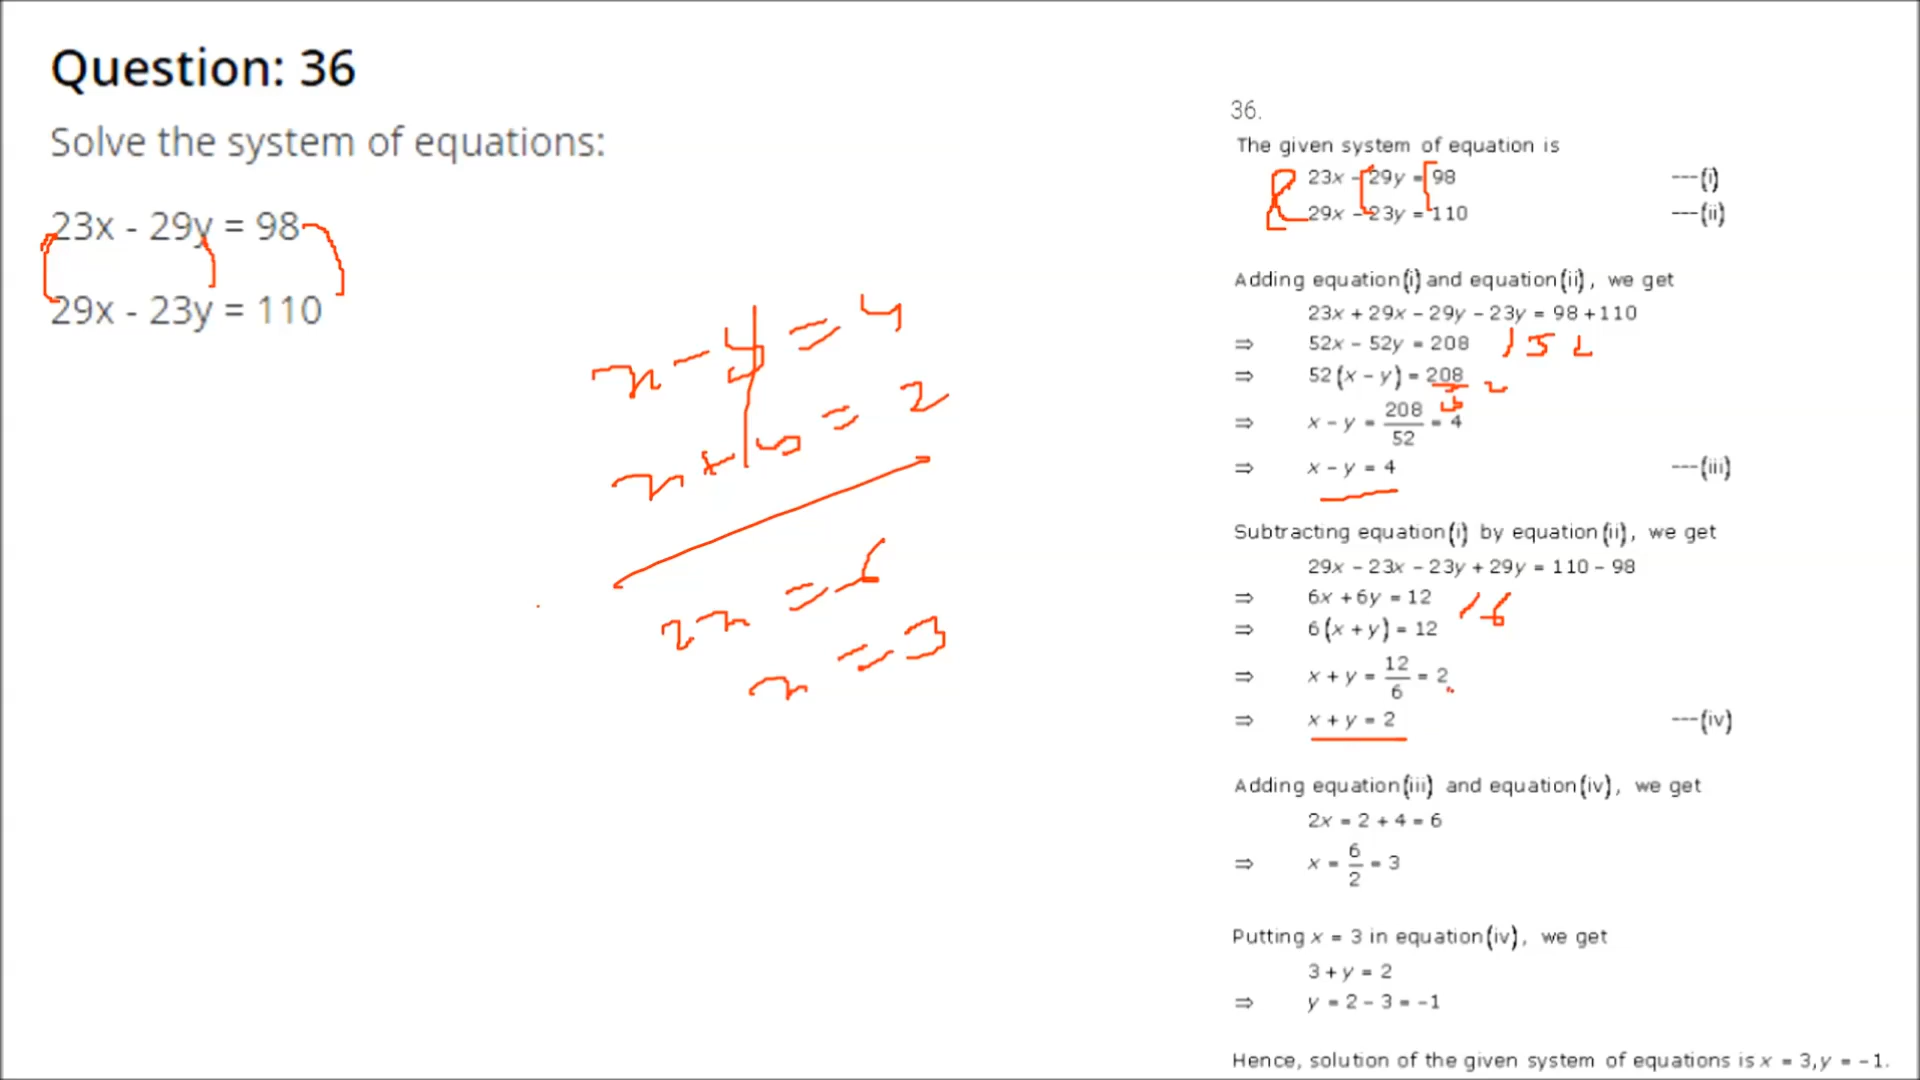 Question: 36
Solve the system of equations:
23x - 29y = 98
29x - 23y = 110
x - y = 4
x + y = 2
2x = 6
x = 3
36.
The given system of equation is
23x - 29y = 98 ---(i)
29x - 23y = 110 ---(ii)
Adding equation(i) and equation(ii), we get
23x + 29x - 29y - 23y = 98 + 110
⇒ 52x - 52y = 208 / 52
⇒ 52(x - y) = 208
⇒ x - y = 208/52 = 4
⇒ x - y = 4 ---(iii)
Subtracting equation(i) by equation(ii), we get
29x - 23x - 23y + 29y = 110 - 98
⇒ 6x + 6y = 12 / 6
⇒ 6(x + y) = 12
⇒ x + y = 12/6 = 2
⇒ x + y = 2 ---(iv)
Adding equation(iii) and equation(iv), we get
2x = 2 + 4 = 6
⇒ x = 6/2 = 3
Putting x = 3 in equation(iv), we get
3 + y = 2
⇒ y = 2 - 3 = -1
Hence, solution of the given system of equations is x = 3, y = -1.